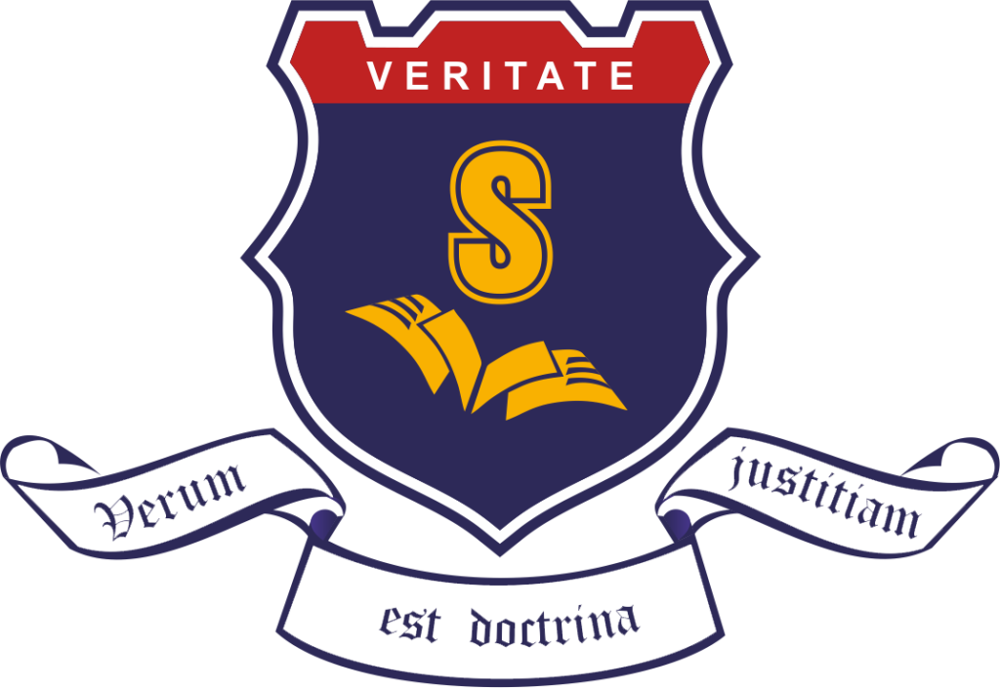 VERITATE
S
Verum
est doctrina
justitiam